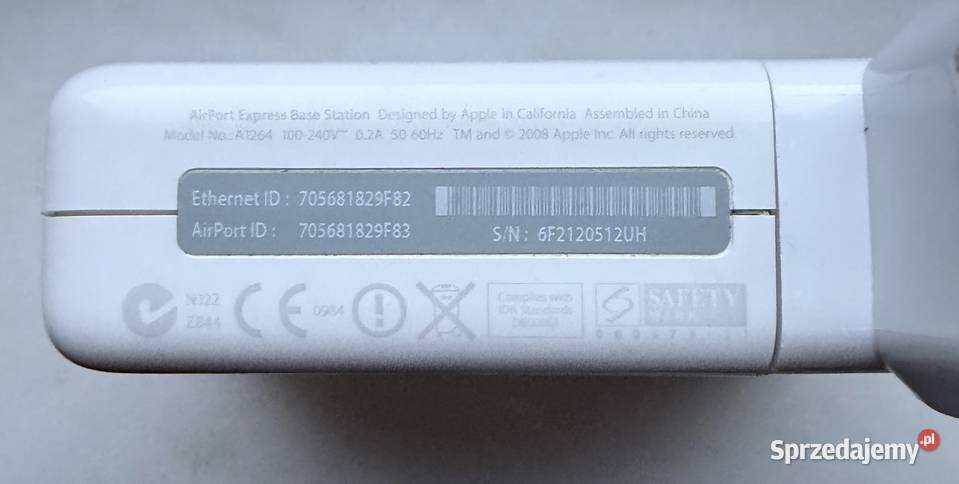 AirPort Express Base Station Designed by Apple in California Assembled in China
Model No.: A1264 100-240V~ 0.2A 50-60Hz TM and © 2008 Apple Inc. All rights reserved.
Ethernet ID : 705681829F82
AirPort ID : 705681829F83
S/N : 6F2120512UH
N122
Z844
CE 0984
Complies with
IDA Standards
SAFETY
MARK
Sprzedajemy.pl